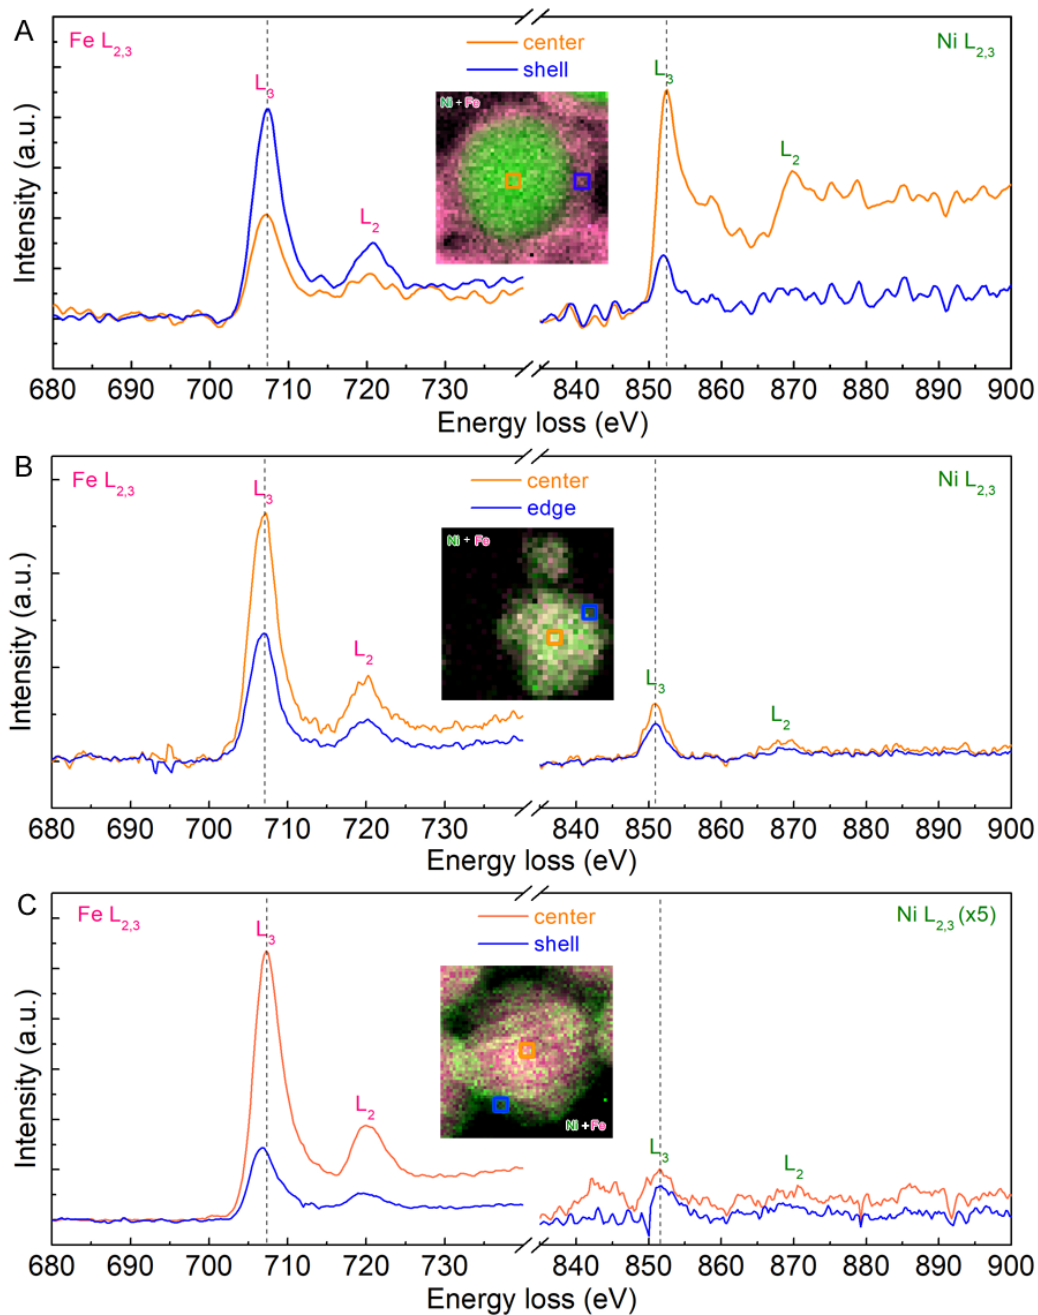 A
Fe L2,3
center
shell
Ni L2,3
L3
L2
L3
L2
Ni + Fe
Intensity (a.u.)
680 690 700 710 720 730 840 850 860 870 880 890 900
Energy loss (eV)
B
Fe L2,3
center
edge
Ni L2,3
L3
L2
L3
L2
Ni + Fe
Intensity (a.u.)
680 690 700 710 720 730 840 850 860 870 880 890 900
Energy loss (eV)
C
Fe L2,3
center
shell
Ni L2,3 (x5)
L3
L2
L3
L2
Ni + Fe
Intensity (a.u.)
680 690 700 710 720 730 840 850 860 870 880 890 900
Energy loss (eV)